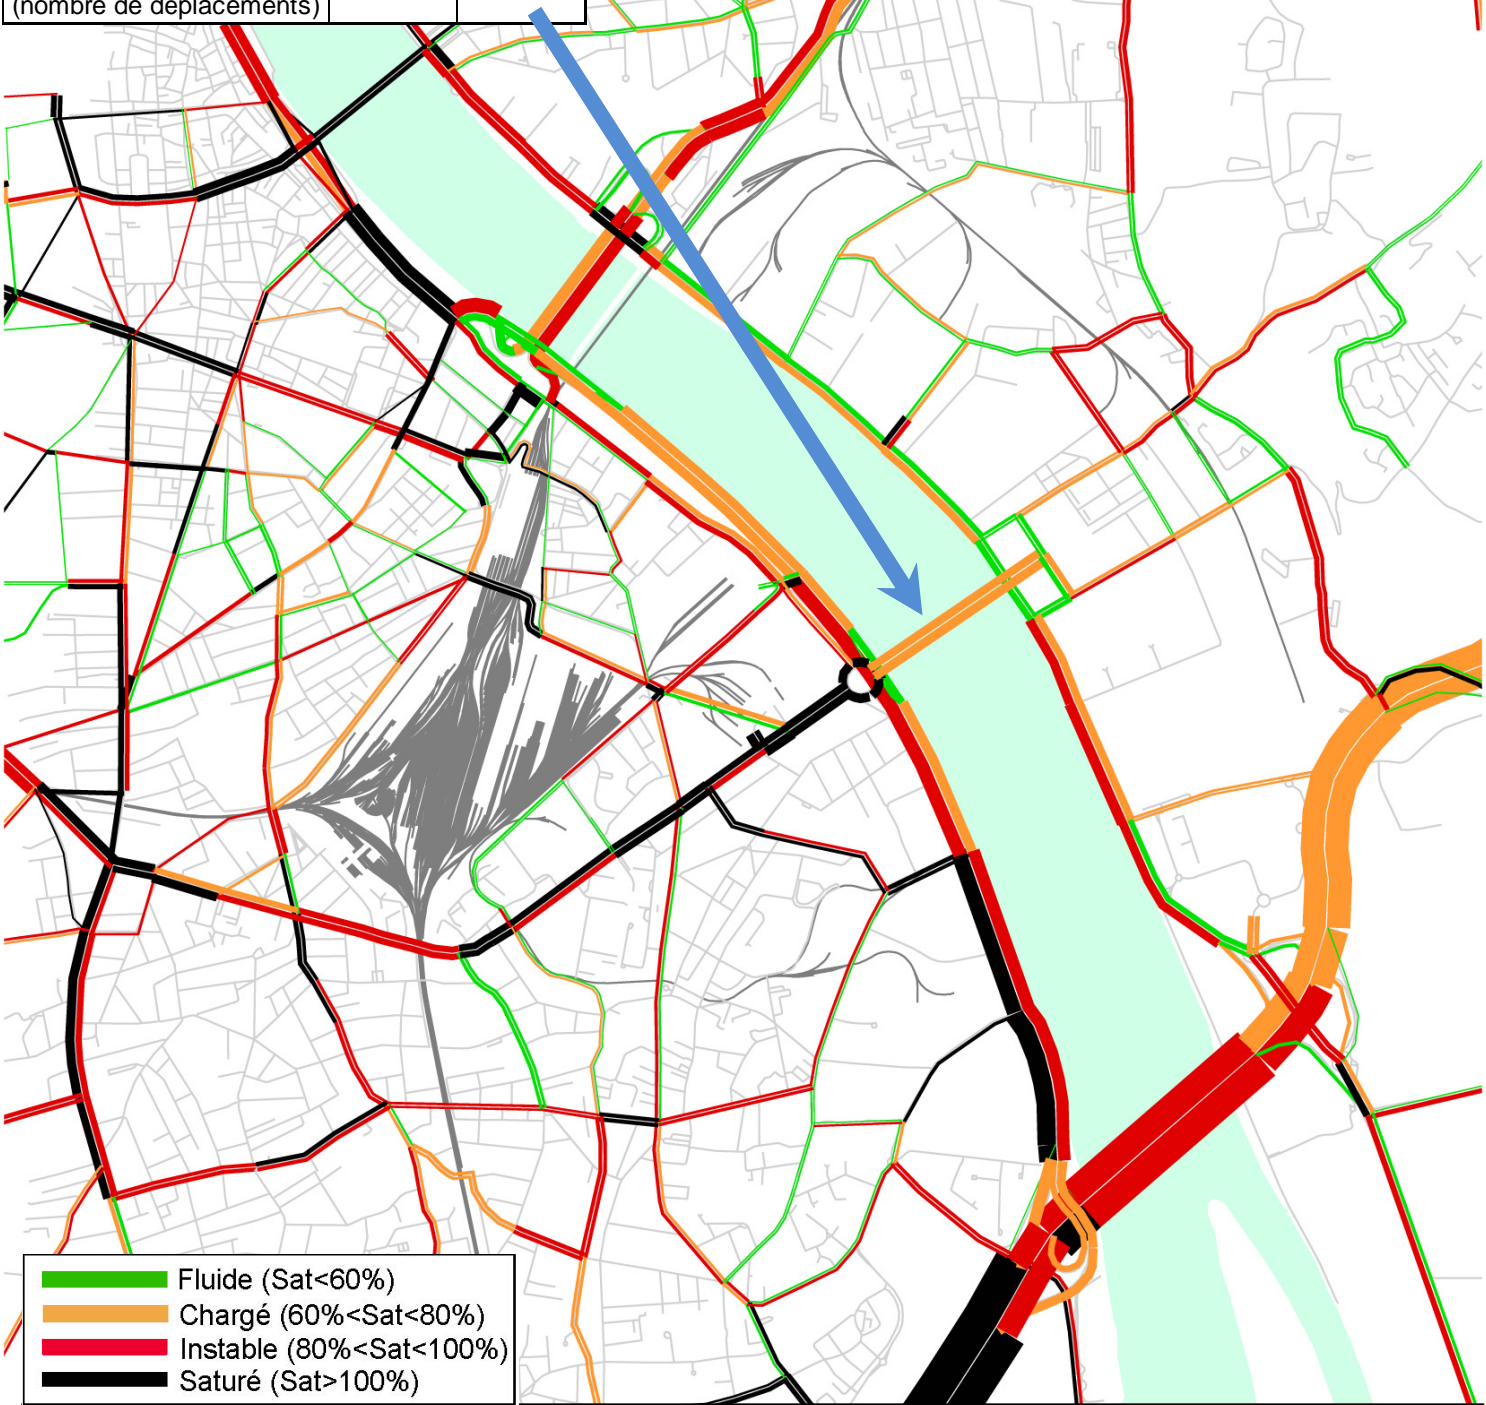 (nombre de déplacements)
Fluide (Sat<60%)
Chargé (60%<Sat<80%)
Instable (80%<Sat<100%)
Saturé (Sat>100%)